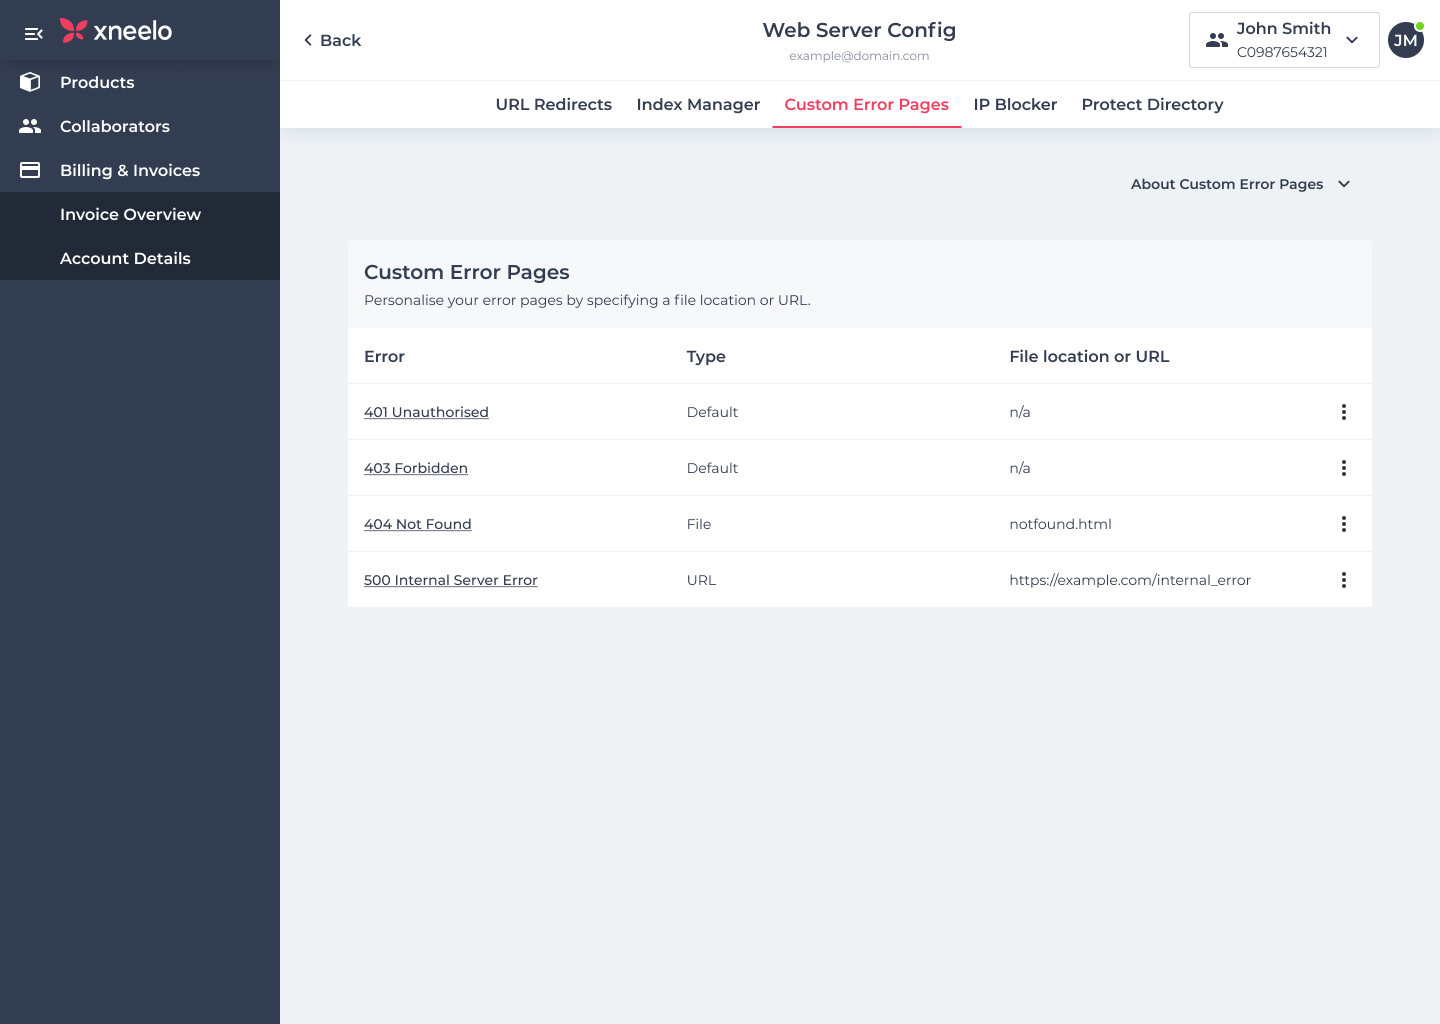 xneelo
Products
Collaborators
Billing & Invoices
Invoice Overview
Account Details
Back
Web Server Config
example@domain.com
John Smith
C0987654321
JM
URL Redirects
Index Manager
Custom Error Pages
IP Blocker
Protect Directory
About Custom Error Pages
Custom Error Pages
Personalise your error pages by specifying a file location or URL.
Error Type File location or URL
401 Unauthorised Default n/a
403 Forbidden Default n/a
404 Not Found File notfound.html
500 Internal Server Error URL https://example.com/internal_error